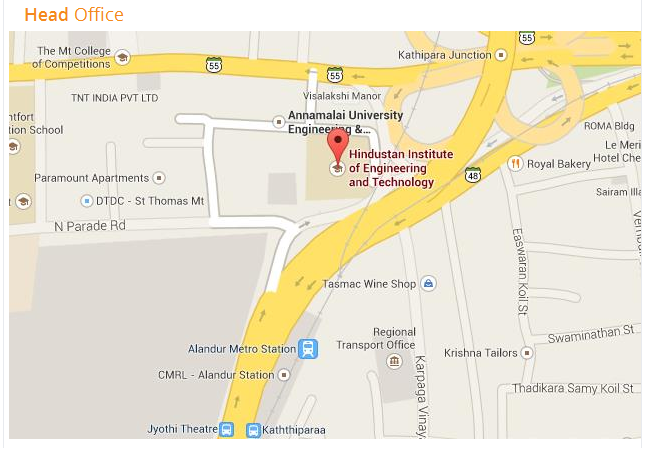 Head Office
55
The Mt College
of Competitions
55
55
Kathipara Junction
TNT INDIA PVT LTD
Visalakshi Manor
Annamalai University
Engineering &...
ntfort
tion School
ROMA Bldg
Hindustan Institute
of Engineering
and Technology
Le Meri
Hotel Che
Royal Bakery
48
Paramount Apartments
Sairam Illa
DTDC - St Thomas Mt
N Parade Rd
Easwaran Koil St
Tasmac Wine Shop
Regional
Transport Office
Swaminathan St
Alandur Metro Station
Krishna Tailors
CMRL - Alandur Station
Karpaga Vinay
Thadikara Samy Koil St
Jyothi Theatre
Kaththiparaa